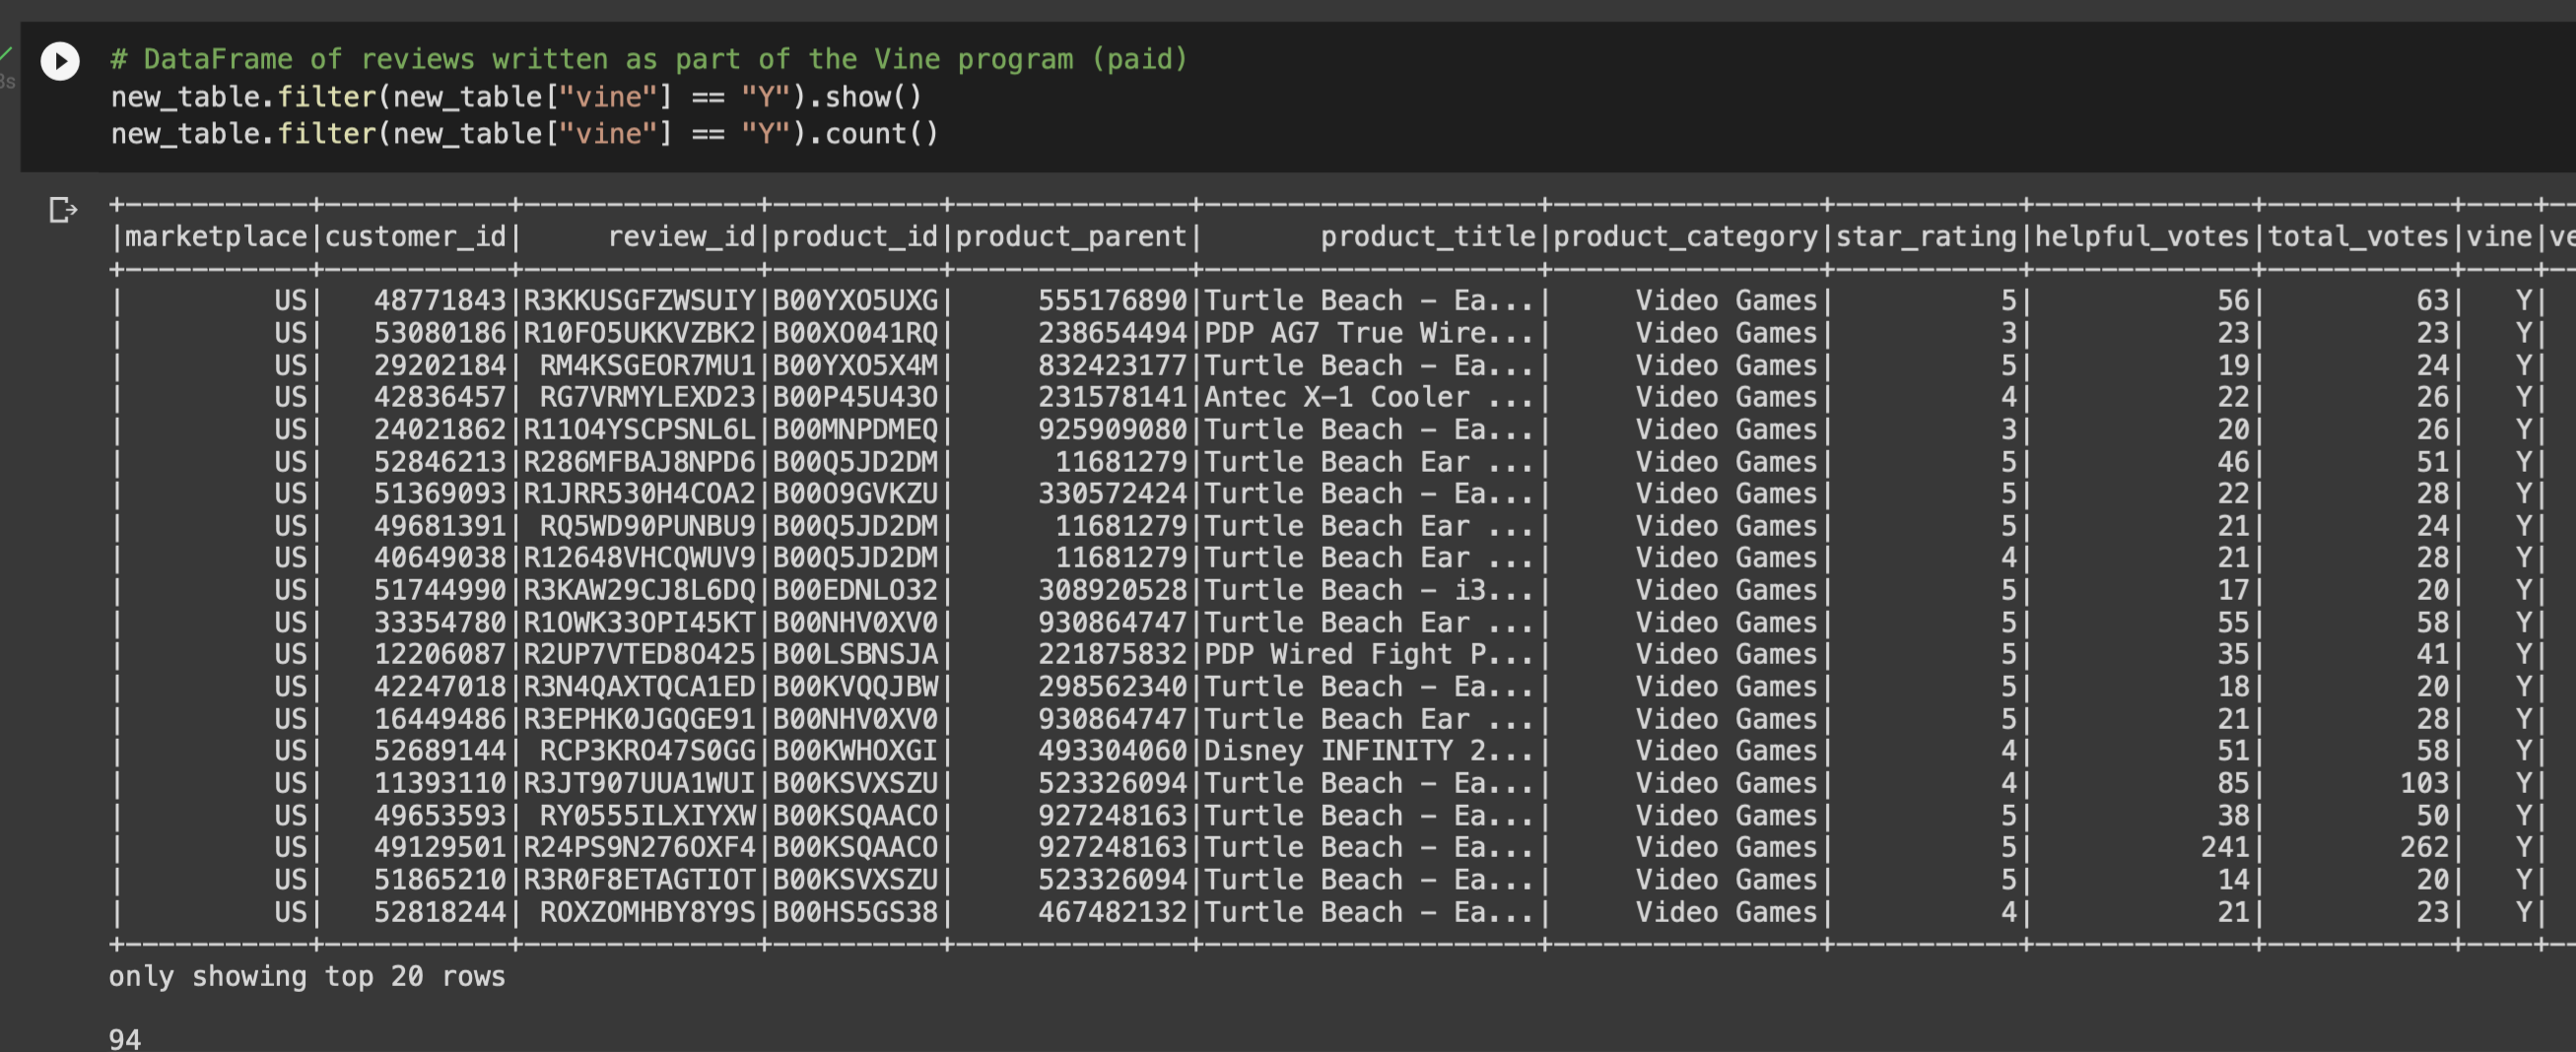 # DataFrame of reviews written as part of the Vine program (paid)
new_table.filter(new_table["vine"] == "Y").show()
new_table.filter(new_table["vine"] == "Y").count()
+-----------+-----------+--------------+----------+--------------+--------------------+----------------+-----------+-------------+-----------+----+--
|marketplace|customer_id|     review_id|product_id|product_parent|       product_title|product_category|star_rating|helpful_votes|total_votes|vine|ve
+-----------+-----------+--------------+----------+--------------+--------------------+----------------+-----------+-------------+-----------+----+--
|         US|   48771843|R3KKUSGFZWSUIY|B00YXO5UXG|     555176890|Turtle Beach - Ea...|     Video Games|          5|           56|         63|   Y|
|         US|   53080186|R10FO5UKKVZBK2|B00XO041RQ|     238654494|PDP AG7 True Wire...|     Video Games|          3|           23|         23|   Y|
|         US|   29202184| RM4KSGEOR7MU1|B00YXO5X4M|     832423177|Turtle Beach - Ea...|     Video Games|          5|           19|         24|   Y|
|         US|   42836457| RG7VRMYLEXD23|B00P45U43O|     231578141|Antec X-1 Cooler ...|     Video Games|          4|           22|         26|   Y|
|         US|   24021862|R11O4YSCPSNL6L|B00MNPDMEQ|     925909080|Turtle Beach - Ea...|     Video Games|          3|           20|         26|   Y|
|         US|   52846213|R286MFBAJ8NPD6|B00Q5JD2DM|      11681279|Turtle Beach Ear ...|     Video Games|          5|           46|         51|   Y|
|         US|   51369093|R1JRR530H4COA2|B00O9GVKZU|     330572424|Turtle Beach - Ea...|     Video Games|          5|           22|         28|   Y|
|         US|   49681391| RQ5WD90PUNBU9|B00Q5JD2DM|      11681279|Turtle Beach Ear ...|     Video Games|          5|           21|         24|   Y|
|         US|   40649038|R12648VHCQWUV9|B00Q5JD2DM|      11681279|Turtle Beach Ear ...|     Video Games|          4|           21|         28|   Y|
|         US|   51744990|R3KAW29CJ8L6DQ|B00EDNLO32|     308920528|Turtle Beach - i3...|     Video Games|          5|           17|         20|   Y|
|         US|   33354780|R1OWK33OPI45KT|B00NHV0XV0|     930864747|Turtle Beach Ear ...|     Video Games|          5|           55|         58|   Y|
|         US|   12206087|R2UP7VTED8O425|B00LSBNSJA|     221875832|PDP Wired Fight P...|     Video Games|          5|           35|         41|   Y|
|         US|   42247018|R3N4QAXTQCA1ED|B00KVQQJBW|     298562340|Turtle Beach - Ea...|     Video Games|          5|           18|         20|   Y|
|         US|   16449486|R3EPHK0JGQGE91|B00NHV0XV0|     930864747|Turtle Beach Ear ...|     Video Games|          5|           21|         28|   Y|
|         US|   52689144| RCP3KRO47S0GG|B00KWHOXGI|     493304060|Disney INFINITY 2...|     Video Games|          4|           51|         58|   Y|
|         US|   11393110|R3JT907UUA1WUI|B00KSVXSZU|     523326094|Turtle Beach - Ea...|     Video Games|          4|           85|        103|   Y|
|         US|   49653593| RY0555ILXIYXW|B00KSQAACO|     927248163|Turtle Beach - Ea...|     Video Games|          5|           38|         50|   Y|
|         US|   49129501|R24PS9N276OXF4|B00KSQAACO|     927248163|Turtle Beach - Ea...|     Video Games|          5|          241|        262|   Y|
|         US|   51865210|R3R0F8ETAGTIOT|B00KSVXSZU|     523326094|Turtle Beach - Ea...|     Video Games|          5|           14|         20|   Y|
|         US|   52818244| ROXZOMHBY8Y9S|B00HS5GS38|     467482132|Turtle Beach - Ea...|     Video Games|          4|           21|         23|   Y|
+-----------+-----------+--------------+----------+--------------+--------------------+----------------+-----------+-------------+-----------+----+--
only showing top 20 rows
94